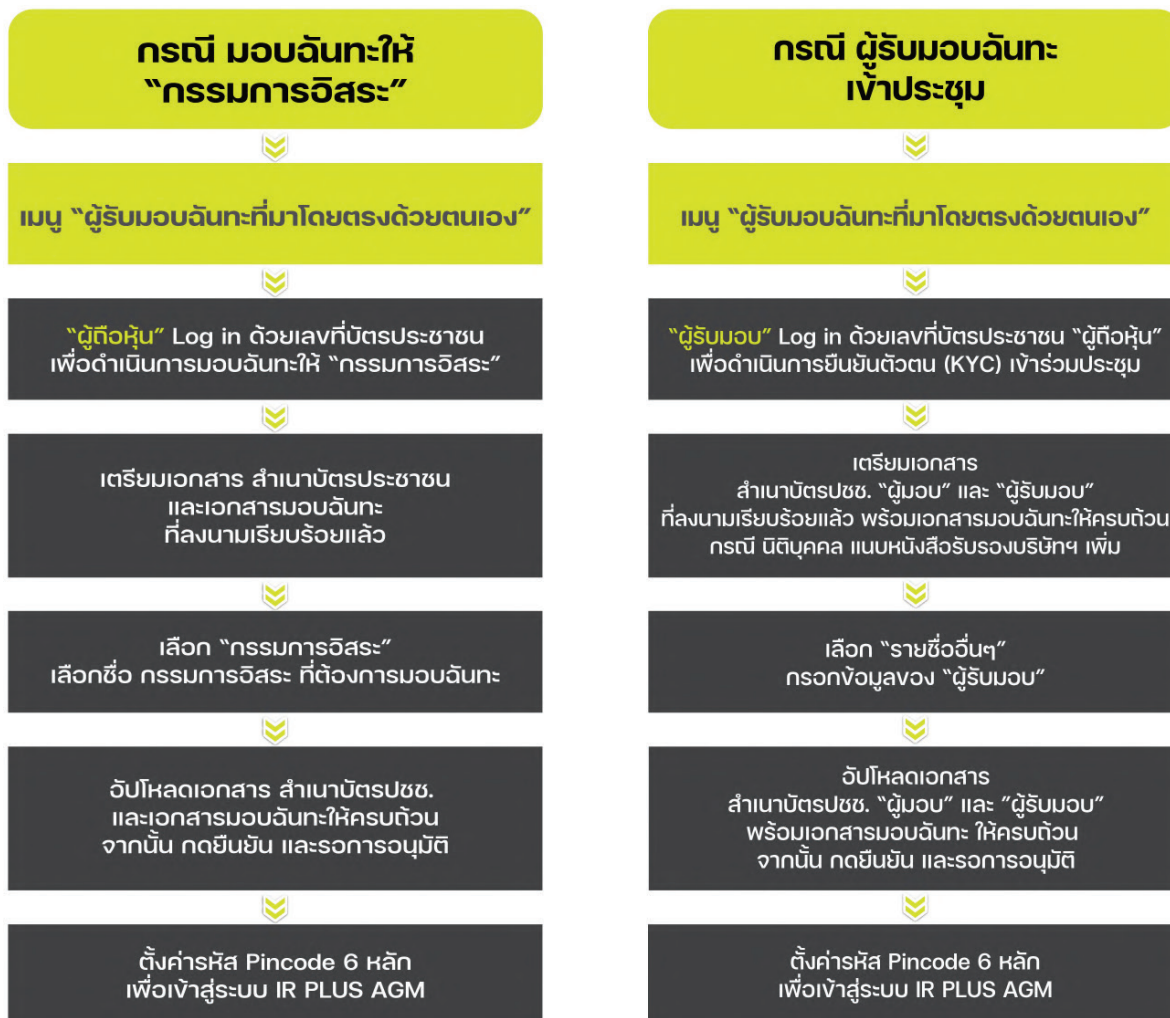 กรณี มอบฉันทะให้
“กรรมการอิสระ”
เมนู “ผู้รับมอบฉันทะที่มาโดยตรงด้วยตนเอง”
“ผู้ถือหุ้น” Log in ด้วยเลขที่บัตรประชาชน
เพื่อดำเนินการมอบฉันทะให้ “กรรมการอิสระ”
เตรียมเอกสาร สำเนาบัตรประชาชน
และเอกสารมอบฉันทะ
ที่ลงนามเรียบร้อยแล้ว
เลือก “กรรมการอิสระ”
เลือกชื่อ กรรมการอิสระ ที่ต้องการมอบฉันทะ
อัปโหลดเอกสาร สำเนาบัตรปชช.
และเอกสารมอบฉันทะให้ครบถ้วน
จากนั้น กดยืนยัน และรอการอนุมัติ
ตั้งค่ารหัส Pincode 6 หลัก
เพื่อเข้าสู่ระบบ IR PLUS AGM
กรณี ผู้รับมอบฉันทะ
เข้าประชุม
เมนู “ผู้รับมอบฉันทะที่มาโดยตรงด้วยตนเอง”
“ผู้รับมอบ” Log in ด้วยเลขที่บัตรประชาชน “ผู้ถือหุ้น”
เพื่อดำเนินการยืนยันตัวตน (KYC) เข้าร่วมประชุม
เตรียมเอกสาร
สำเนาบัตรปชช. “ผู้มอบ” และ “ผู้รับมอบ”
ที่ลงนามเรียบร้อยแล้ว พร้อมเอกสารมอบฉันทะให้ครบถ้วน
กรณี นิติบุคคล แนบหนังสือรับรองบริษัทฯ เพิ่ม
เลือก “รายชื่ออื่นๆ”
กรอกข้อมูลของ “ผู้รับมอบ”
อัปโหลดเอกสาร
สำเนาบัตรปชช. “ผู้มอบ” และ ”ผู้รับมอบ”
พร้อมเอกสารมอบฉันทะ ให้ครบถ้วน
จากนั้น กดยืนยัน และรอการอนุมัติ
ตั้งค่ารหัส Pincode 6 หลัก
เพื่อเข้าสู่ระบบ IR PLUS AGM